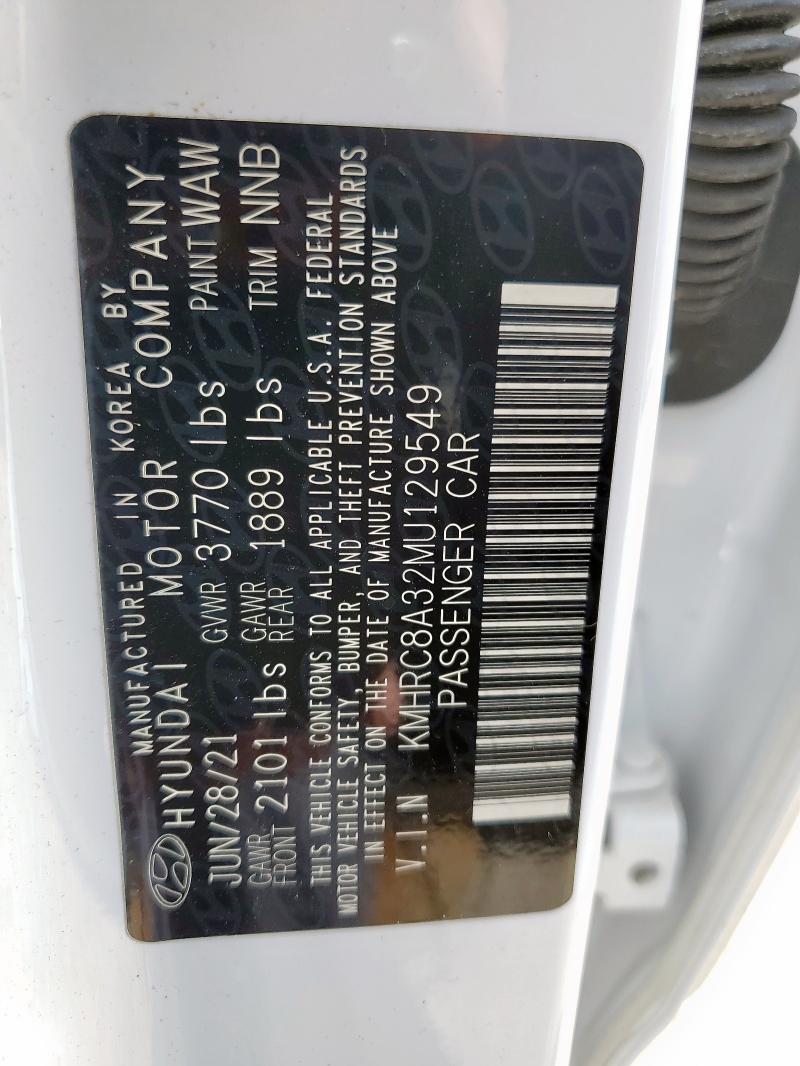 MANUFACTURED IN KOREA BY
HYUNDAI MOTOR COMPANY
JUN/28/21 GVWR 3770 lbs PAINT WAW
GAWR FRONT 2101 lbs GAWR REAR 1889 lbs TRIM NNB
THIS VEHICLE CONFORMS TO ALL APPLICABLE U.S.A. FEDERAL
MOTOR VEHICLE SAFETY, BUMPER, AND THEFT PREVENTION STANDARDS
IN EFFECT ON THE DATE OF MANUFACTURE SHOWN ABOVE
V.I.N KMHRC8A32MU129549
PASSENGER CAR